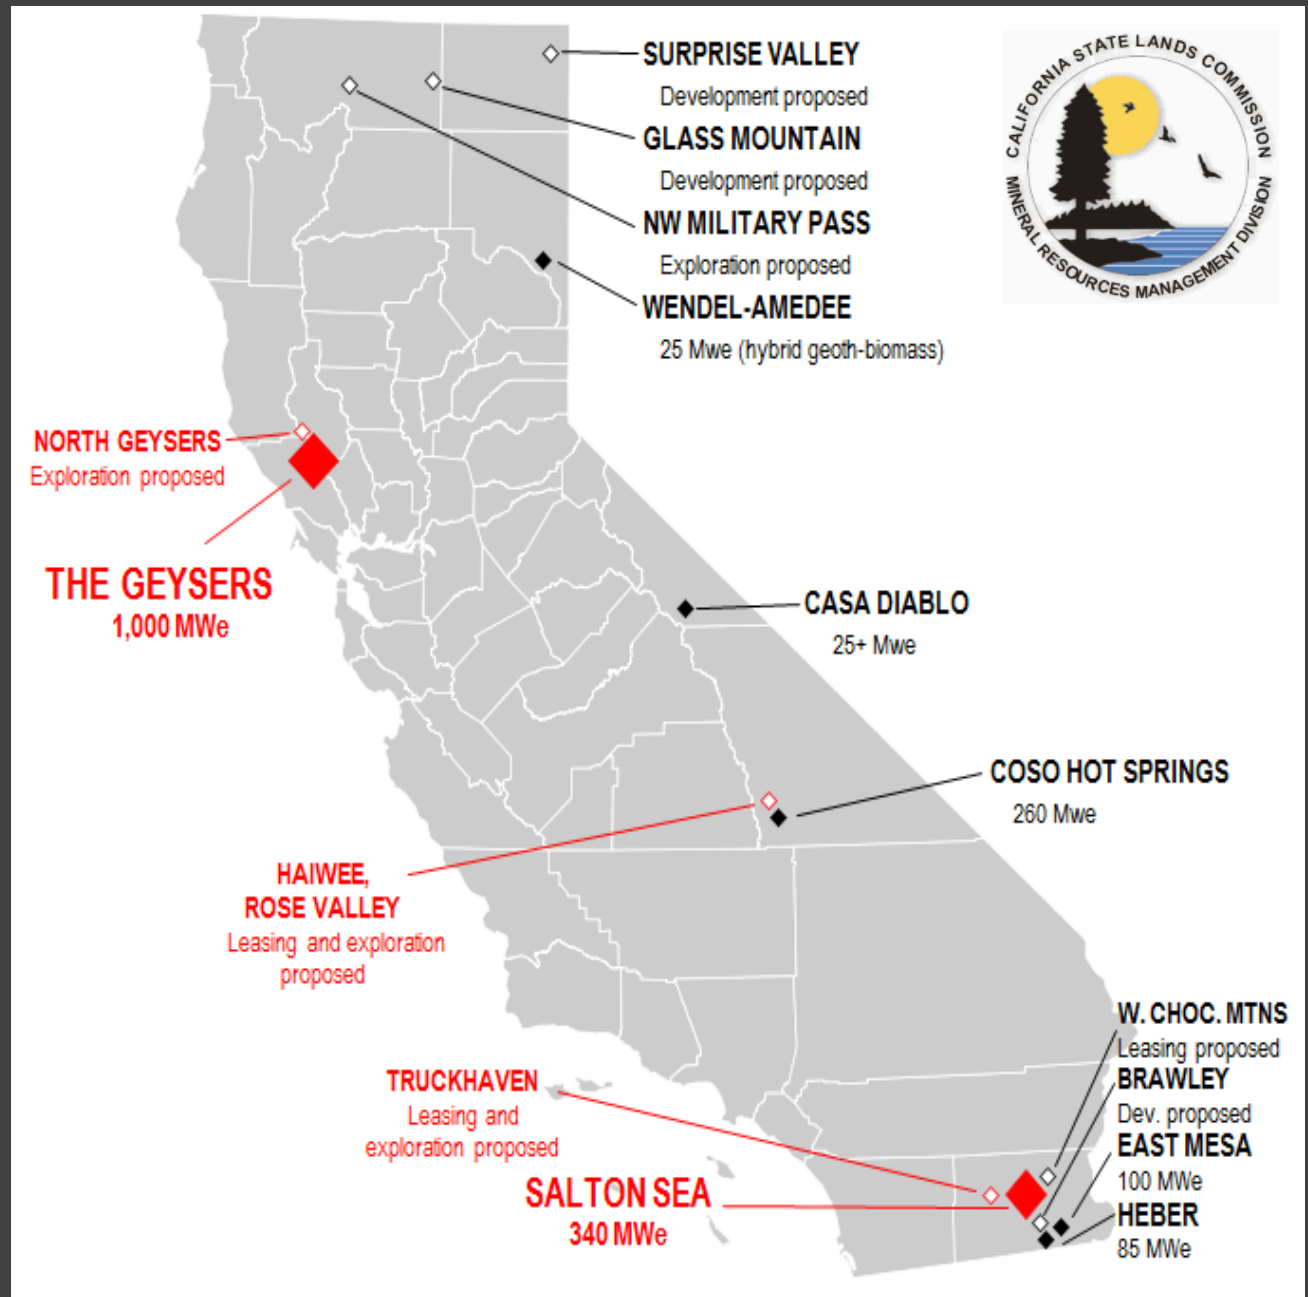 SURPRISE VALLEY
Development proposed
GLASS MOUNTAIN
Development proposed
NW MILITARY PASS
Exploration proposed
WENDEL-AMEDEE
25 Mwe (hybrid geoth-biomass)
CALIFORNIA STATE LANDS COMMISSION
MINERAL RESOURCES MANAGEMENT DIVISION
NORTH GEYSERS
Exploration proposed
THE GEYSERS
1,000 MWe
CASA DIABLO
25+ Mwe
COSO HOT SPRINGS
260 Mwe
HAIWEE,
ROSE VALLEY
Leasing and exploration
proposed
W. CHOC. MTNS
Leasing proposed
BRAWLEY
Dev. proposed
EAST MESA
100 MWe
HEBER
85 MWe
TRUCKHAVEN
Leasing and
exploration proposed
SALTON SEA
340 MWe